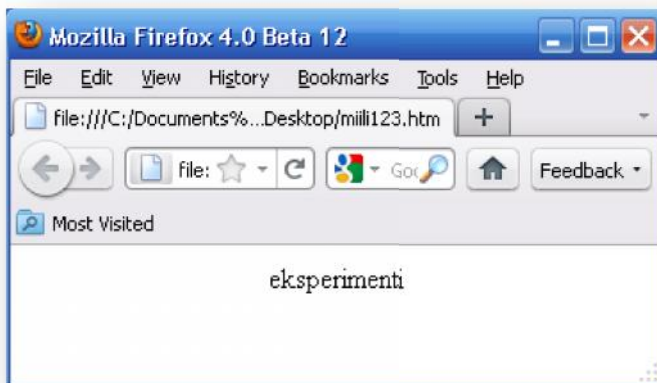 Mozilla Firefox 4.0 Beta 12
File Edit View History Bookmarks Tools Help
file:///C:/Documents%...Desktop/miili123.htm
file: Goo Feedback
Most Visited
eksperimenti